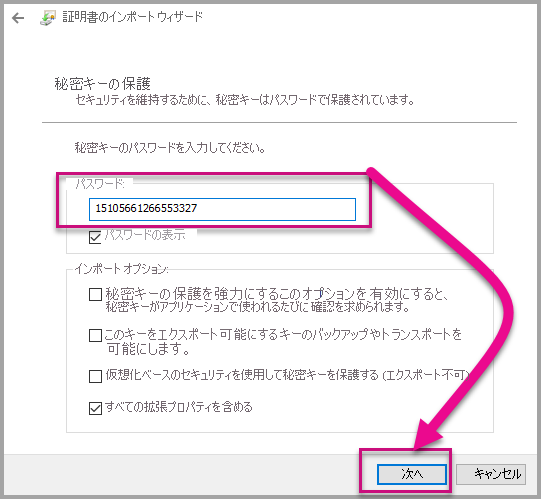 証明書のインポート ウィザード
秘密キーの保護
セキュリティを維持するために、秘密キーはパスワードで保護されています。
秘密キーのパスワードを入力してください。
パスワード:
15105661266553327
パスワードの表示
インポート オプション:
秘密キーの保護を強力にするこのオプションを有効にすると、
秘密キーがアプリケーションで使われるたびに確認を求められます。
このキーをエクスポート可能にするキーのバックアップやトランスポートを
可能にします。
仮想化ベースのセキュリティを使用して秘密キーを保護する (エクスポート不可)
すべての拡張プロパティを含める
次へ
キャンセル